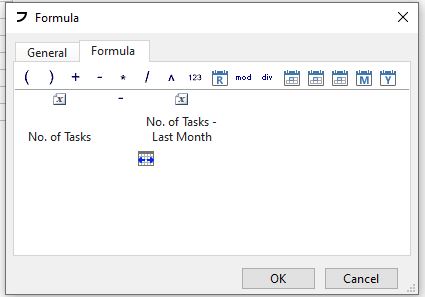 Formula
General Formula
( ) + - * / ^ 123 R mod div M Y
x - x
No. of Tasks -
No. of Tasks Last Month
OK Cancel